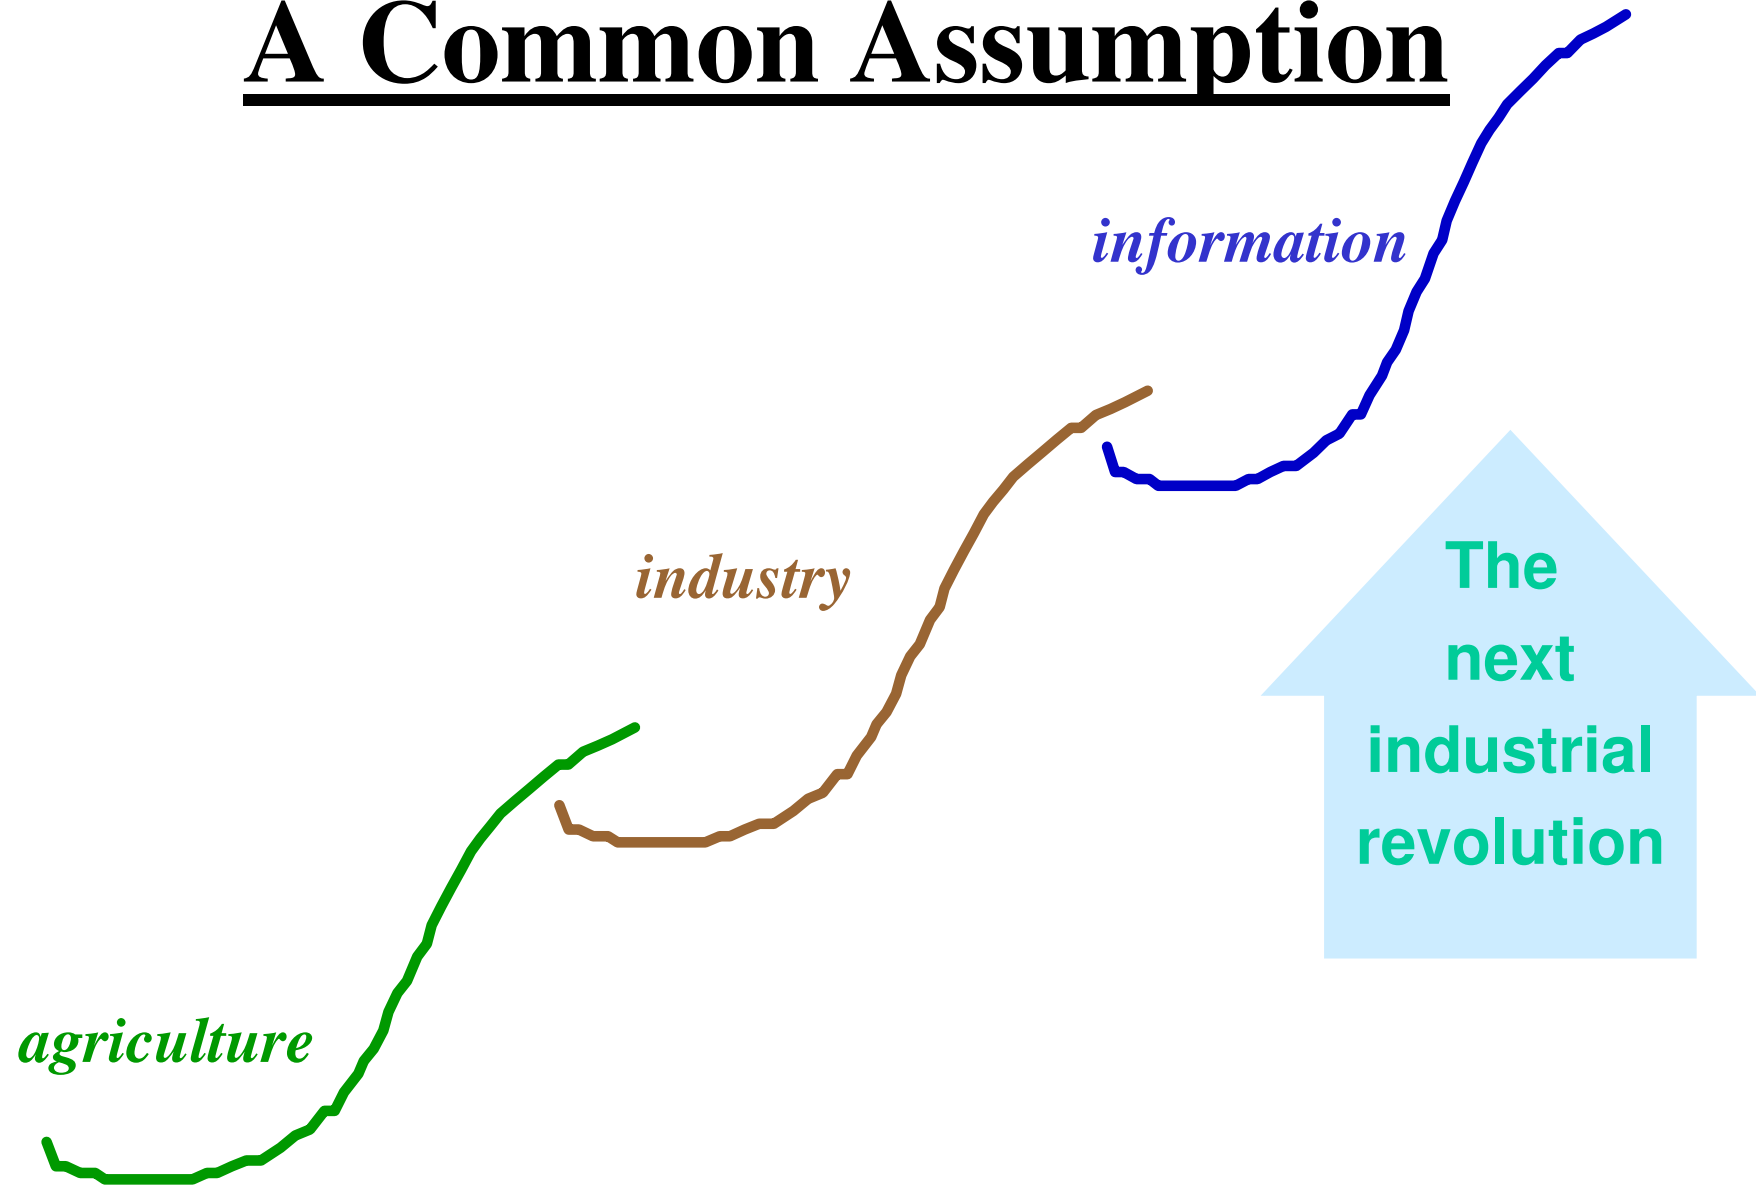 A Common Assumption
information
industry
The
next
industrial
revolution
agriculture